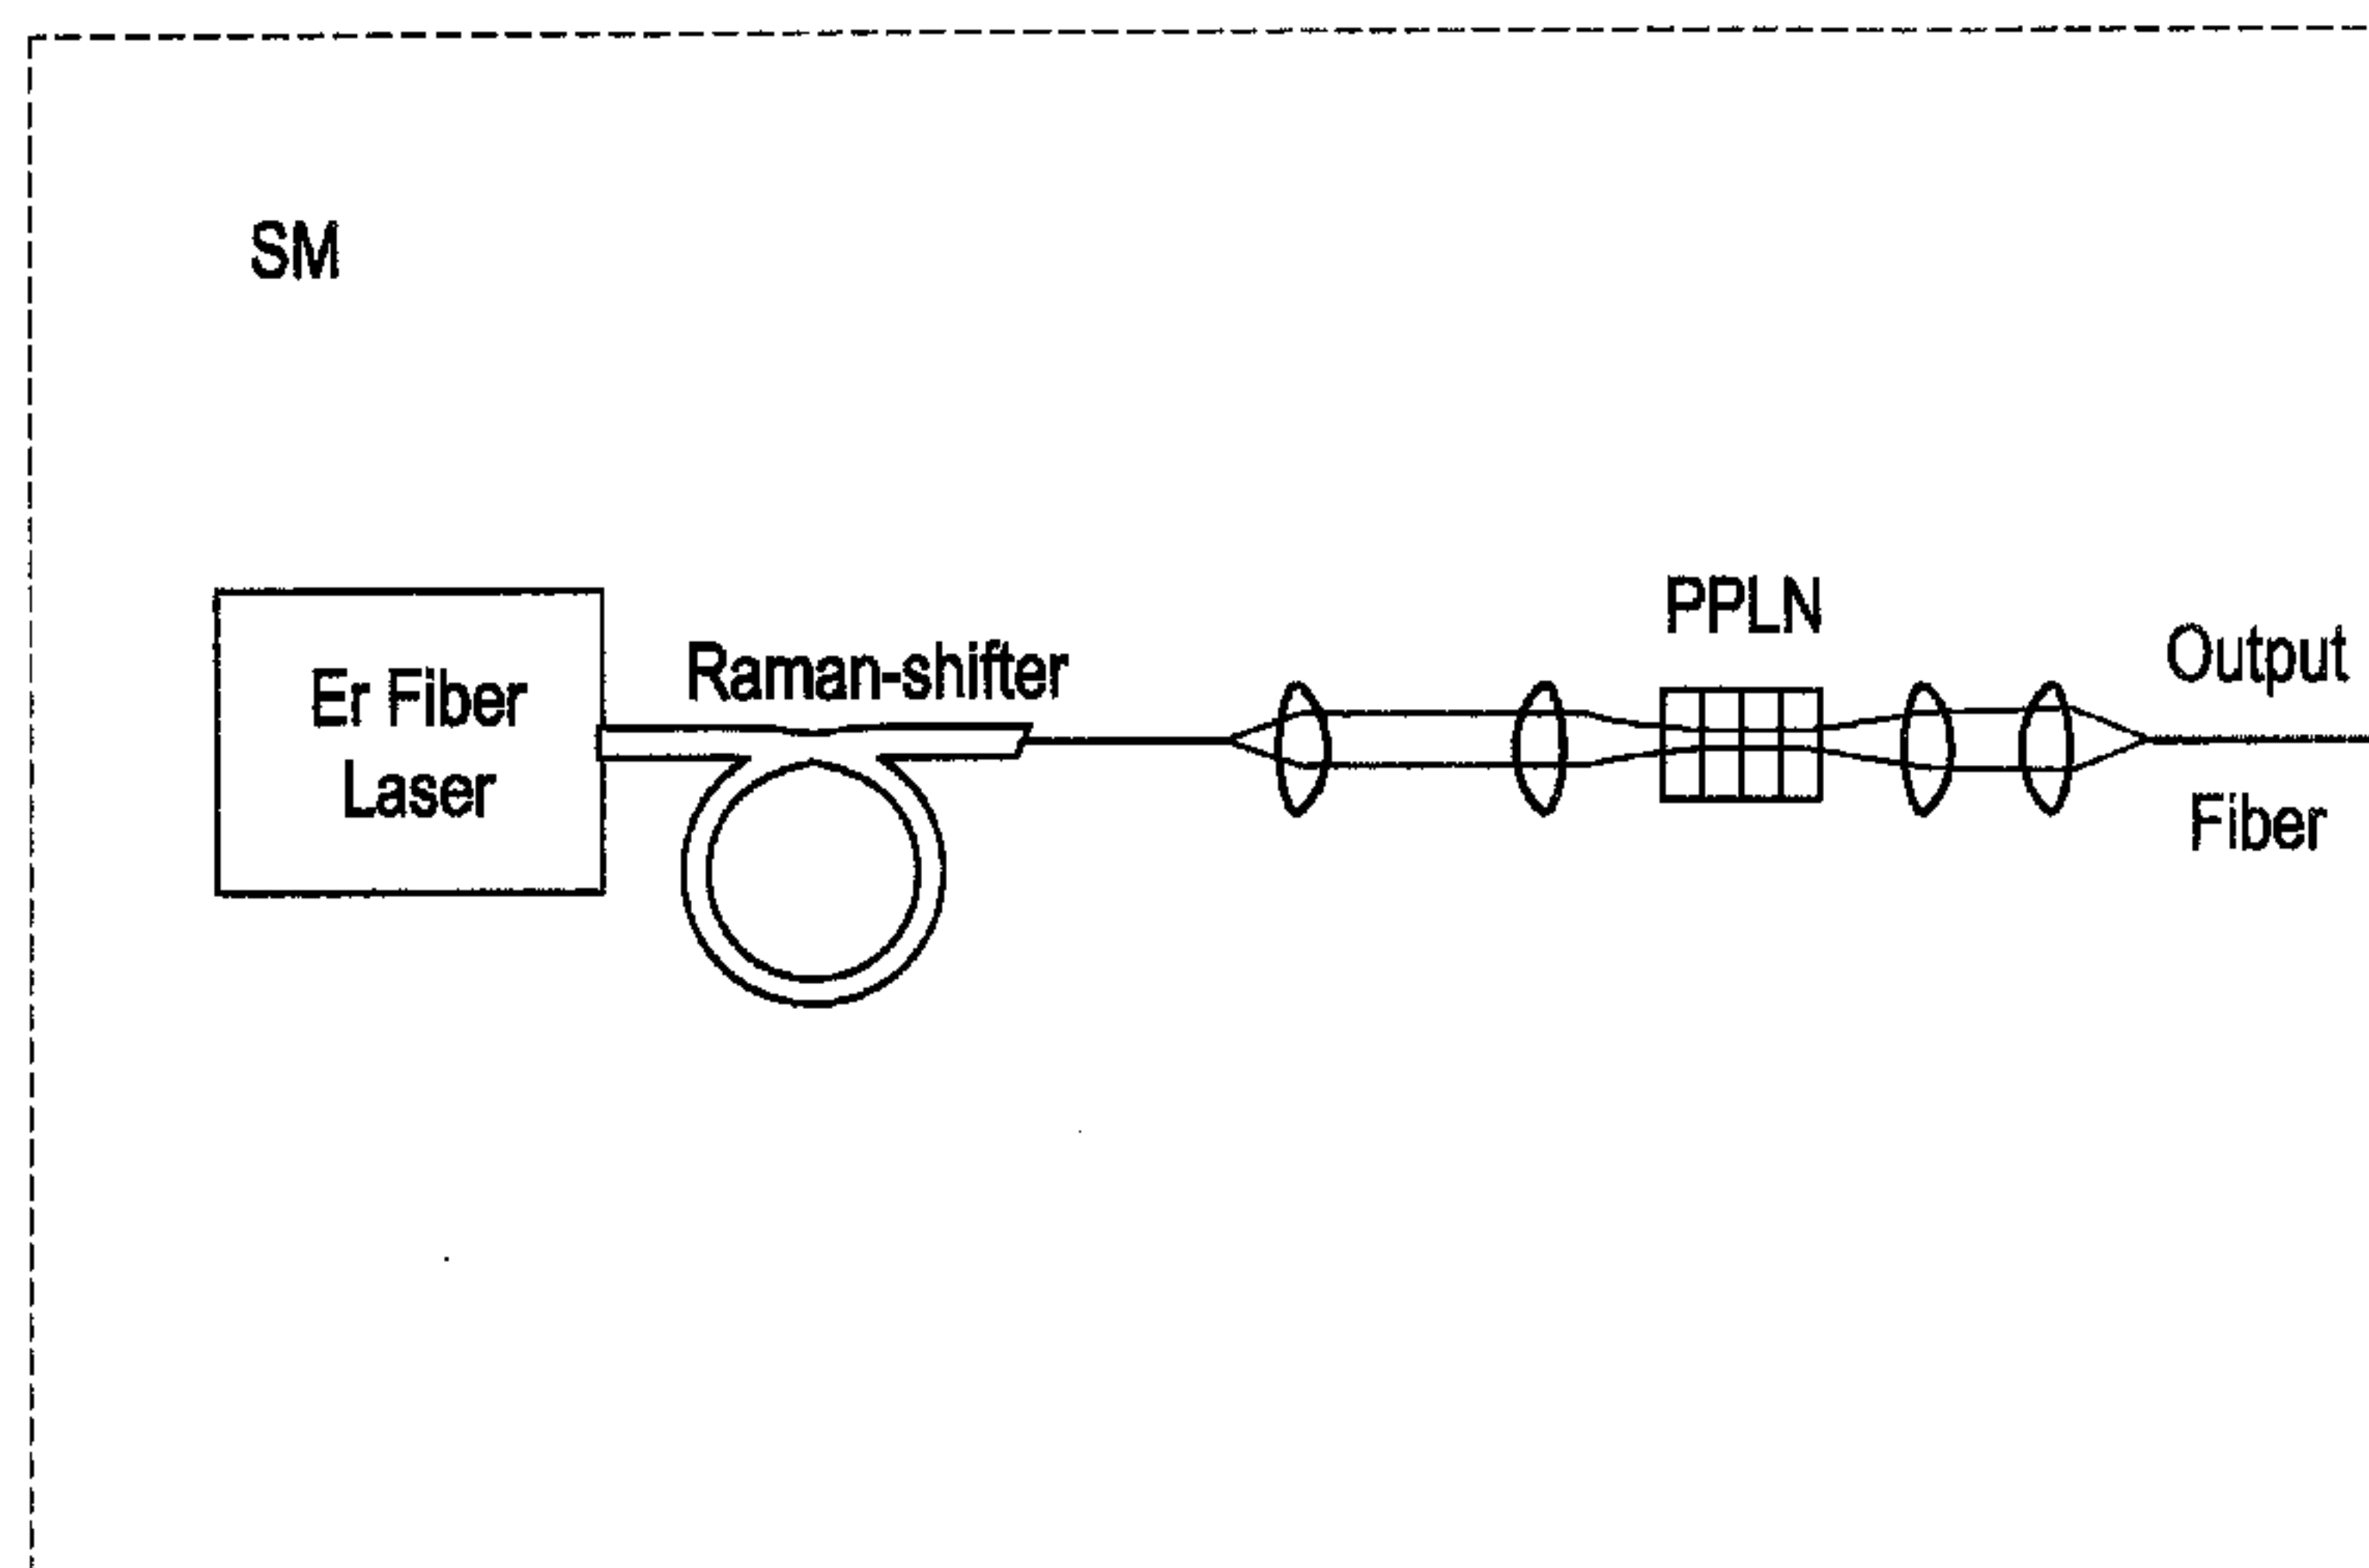 SM
Er Fiber
Laser
Raman-shifter
PPLN
Output
Fiber